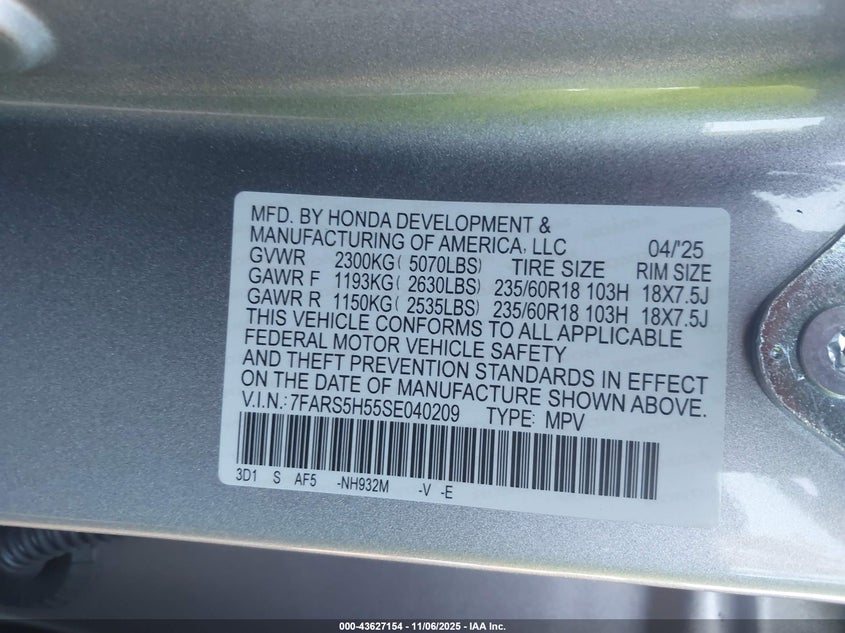 MFD. BY HONDA DEVELOPMENT &
MANUFACTURING OF AMERICA, LLC 04/'25
GVWR 2300KG( 5070LBS) TIRE SIZE RIM SIZE
GAWR F 1193KG( 2630LBS) 235/60R18 103H 18X7.5J
GAWR R 1150KG( 2535LBS) 235/60R18 103H 18X7.5J
THIS VEHICLE CONFORMS TO ALL APPLICABLE
FEDERAL MOTOR VEHICLE SAFETY
AND THEFT PREVENTION STANDARDS IN EFFECT
ON THE DATE OF MANUFACTURE SHOWN ABOVE.
V.I.N.:7FARS5H55SE040209 TYPE: MPV
3D1 S AF5 -NH932M -V -E
000-43627154 - 11/06/2025 - IAA Inc.